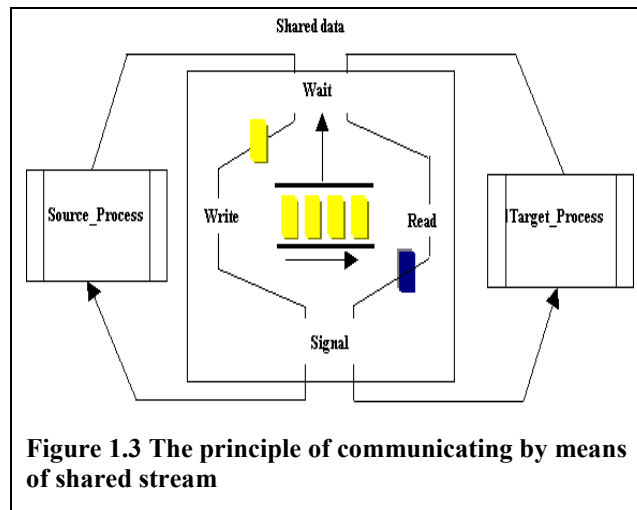 Shared data
Wait
Source_Process
Write
Read
Target_Process
Signal
Figure 1.3 The principle of communicating by means
of shared stream